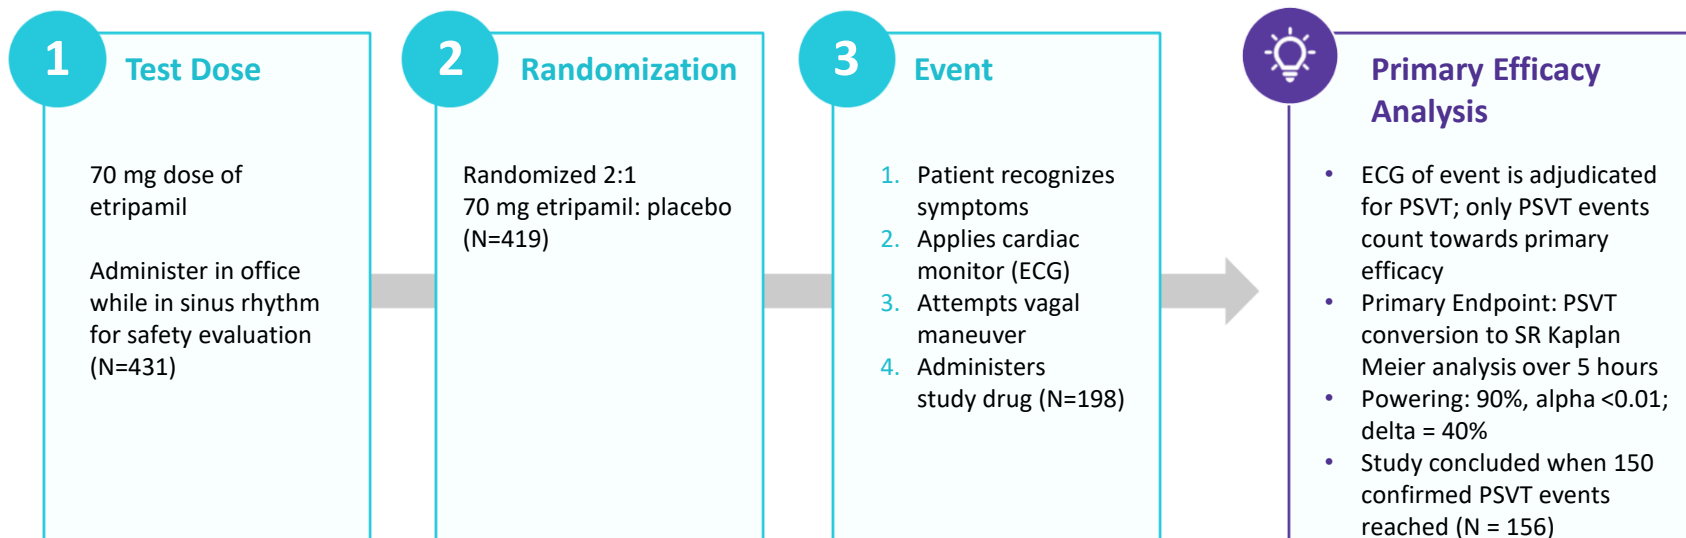 1
Test Dose
70 mg dose of
etripamil
Administer in office
while in sinus rhythm
for safety evaluation
(N=431)
2
Randomization
Randomized 2:1
70 mg etripamil: placebo
(N=419)
3
Event
1. Patient recognizes
symptoms
2. Applies cardiac
monitor (ECG)
3. Attempts vagal
maneuver
4. Administers
study drug (N=198)
Primary Efficacy
Analysis
• ECG of event is adjudicated
for PSVT; only PSVT events
count towards primary
efficacy
• Primary Endpoint: PSVT
conversion to SR Kaplan
Meier analysis over 5 hours
• Powering: 90%, alpha <0.01;
delta = 40%
• Study concluded when 150
confirmed PSVT events
reached (N = 156)